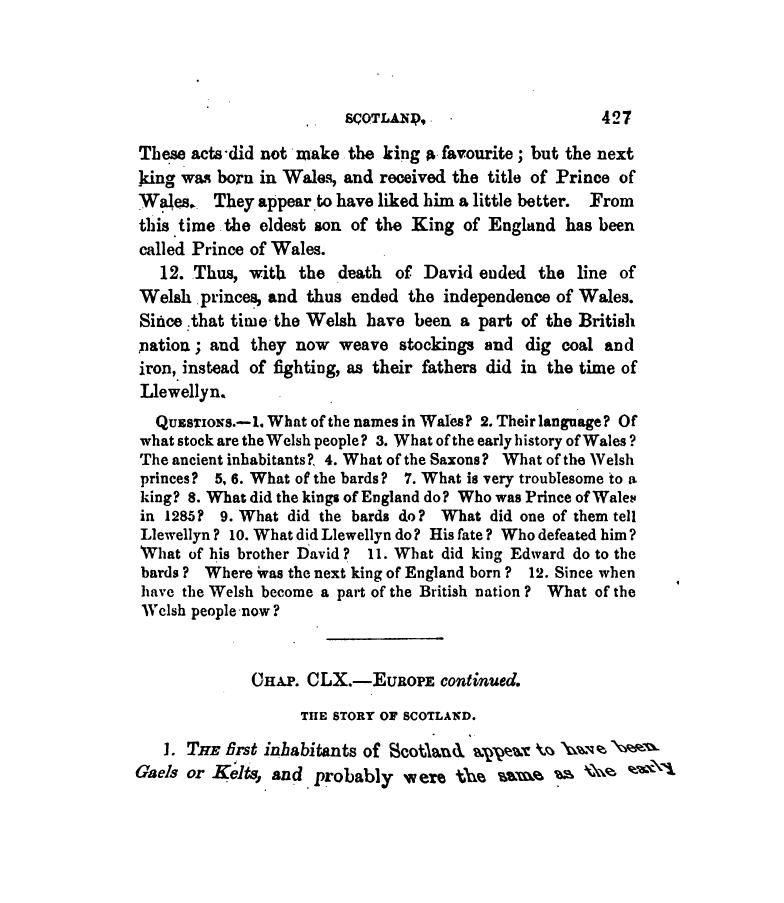 SCOTLAND. 427
These acts did not make the king a favourite; but the next
king was born in Wales, and received the title of Prince of
Wales. They appear to have liked him a little better. From
this time the eldest son of the King of England has been
called Prince of Wales.
12. Thus, with the death of David ended the line of
Welsh princes, and thus ended the independence of Wales.
Since that time the Welsh have been a part of the British
nation; and they now weave stockings and dig coal and
iron, instead of fighting, as their fathers did in the time of
Llewellyn.
QUESTIONS.—1. What of the names in Wales? 2. Their language? Of
what stock are the Welsh people? 3. What of the early history of Wales?
The ancient inhabitants? 4. What of the Saxons? What of the Welsh
princes? 5, 6. What of the bards? 7. What is very troublesome to a
king? 8. What did the kings of England do? Who was Prince of Wales
in 1285? 9. What did the bards do? What did one of them tell
Llewellyn? 10. What did Llewellyn do? His fate? Who defeated him?
What of his brother David? 11. What did king Edward do to the
bards? Where was the next king of England born? 12. Since when
have the Welsh become a part of the British nation? What of the
Welsh people now?
CHAP. CLX.—EUROPE continued.
THE STORY OF SCOTLAND.
1. THE first inhabitants of Scotland appear to have been
Gaels or Kelts, and probably were the same as the early